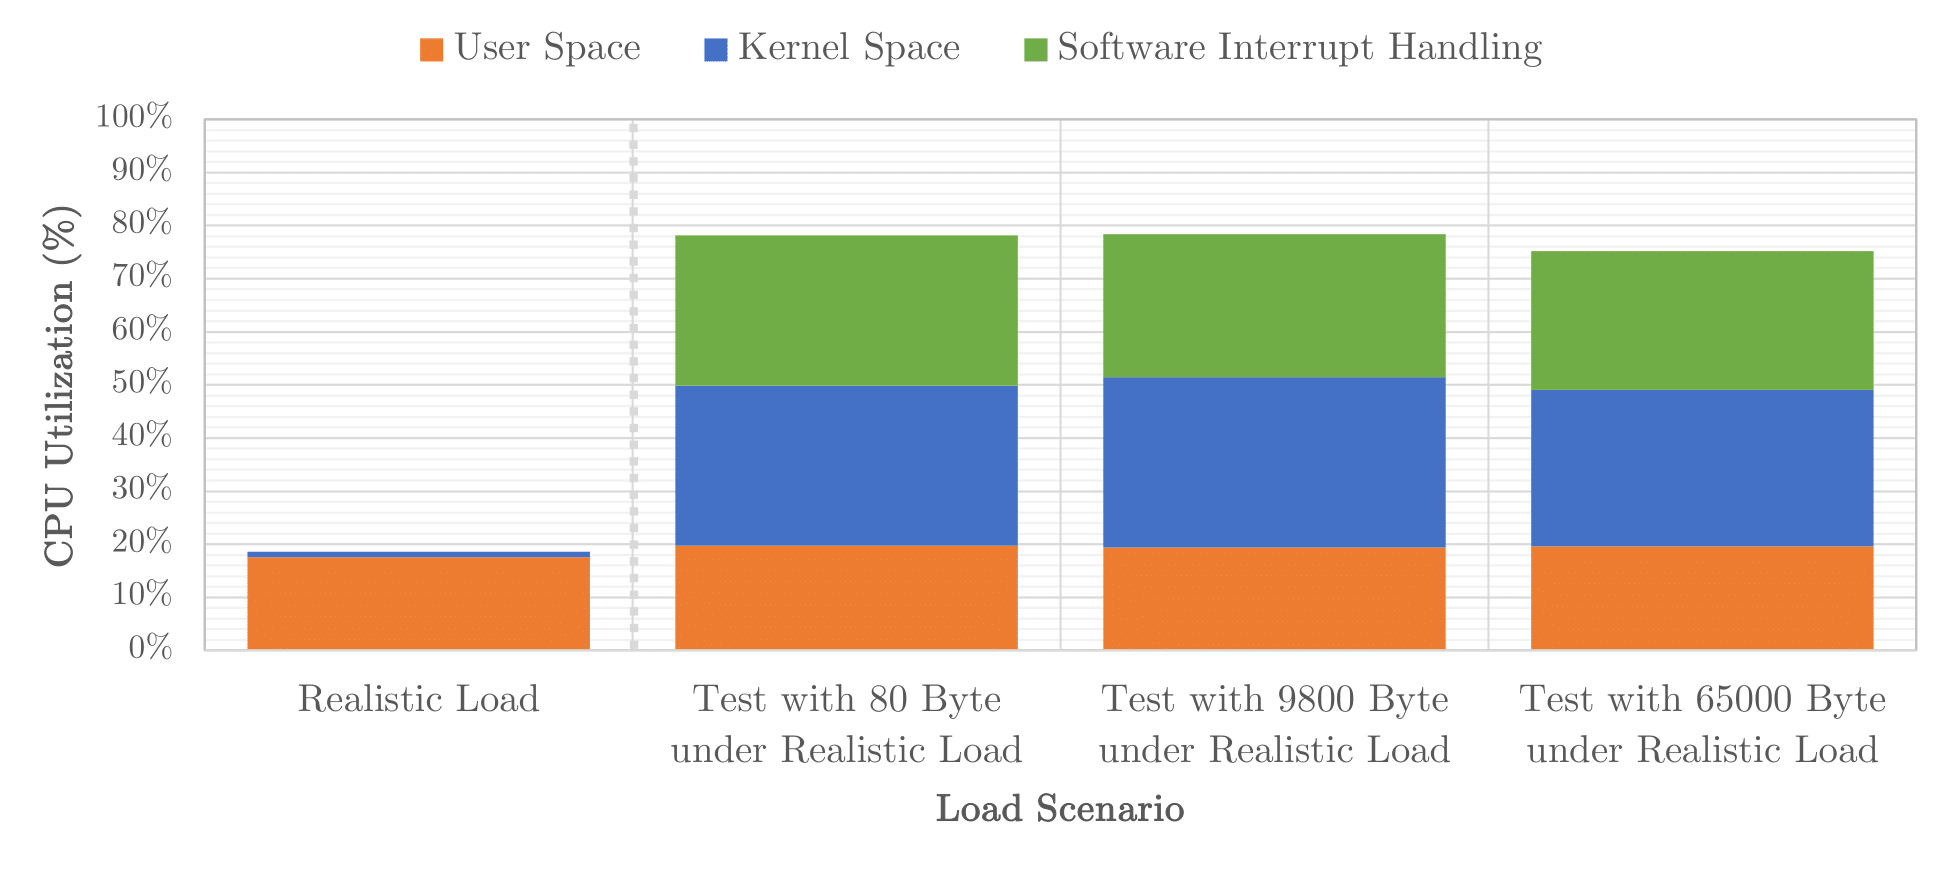 User Space
Kernel Space
Software Interrupt Handling
100%
90%
80%
70%
60%
50%
40%
30%
20%
10%
0%
CPU Utilization (%)
Realistic Load
Test with 80 Byte
under Realistic Load
Test with 9800 Byte
under Realistic Load
Test with 65000 Byte
under Realistic Load
Load Scenario